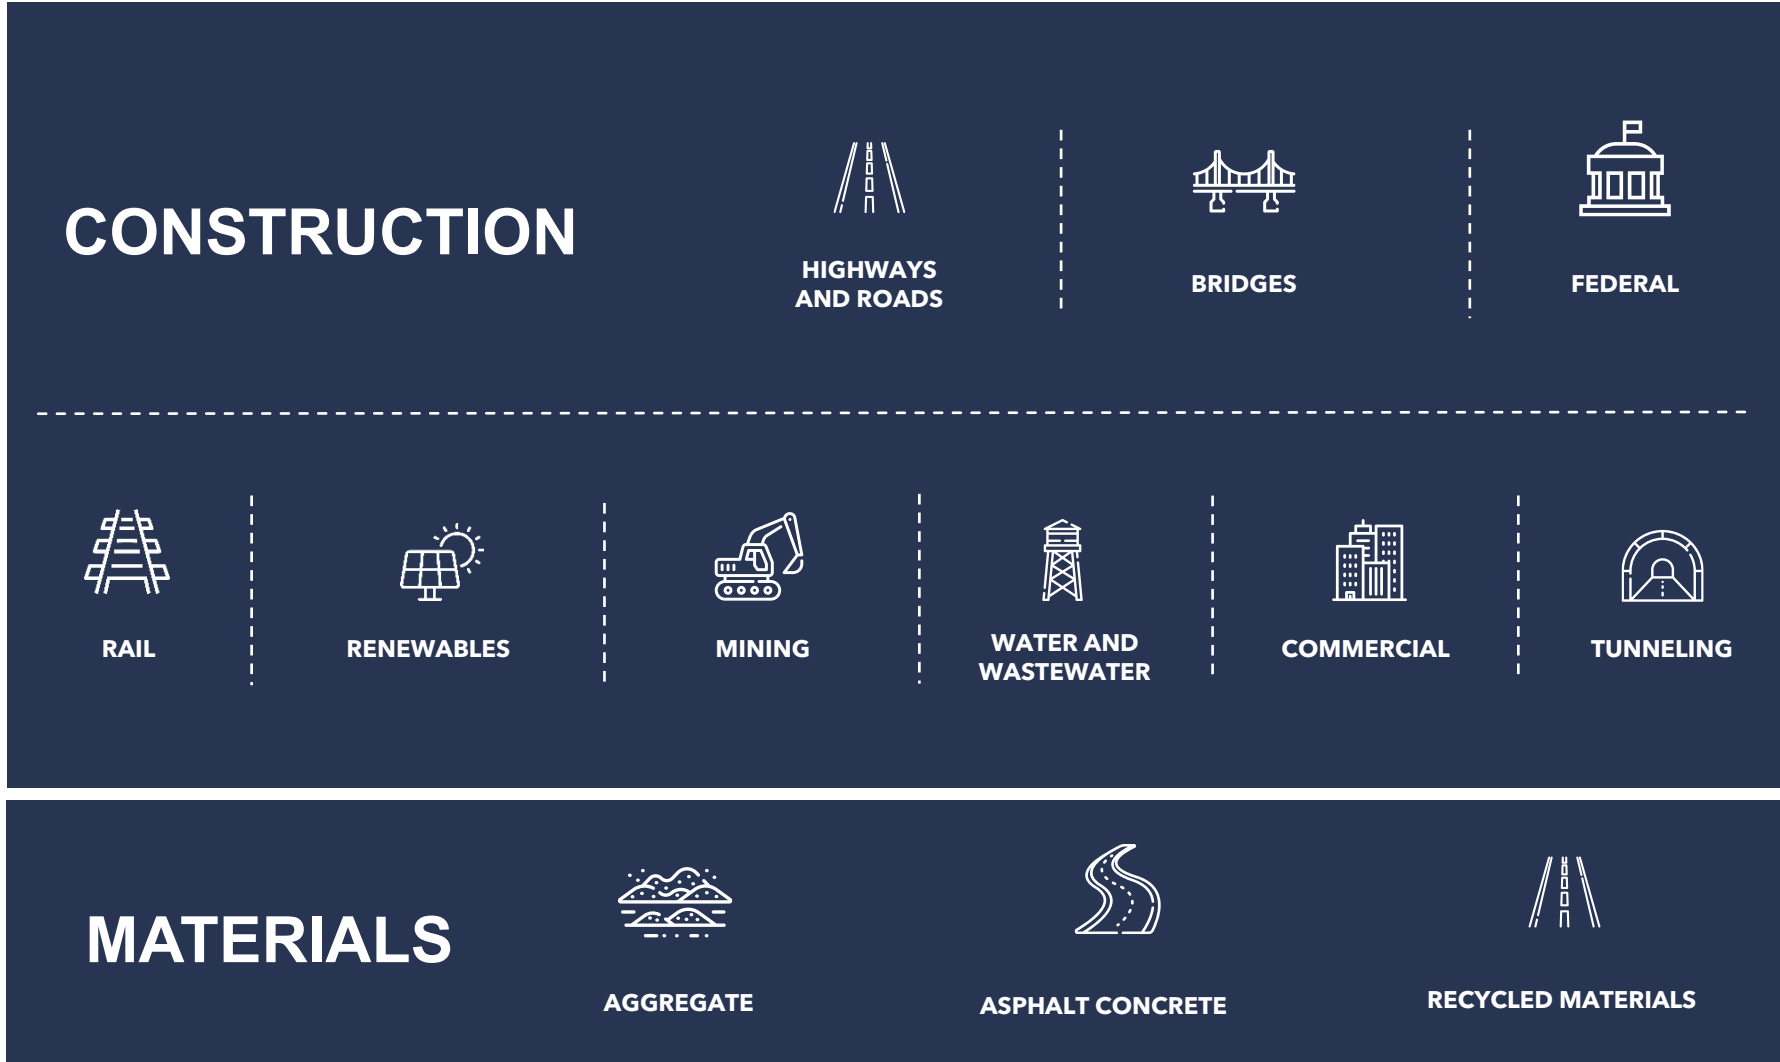 CONSTRUCTION
HIGHWAYS
AND ROADS
BRIDGES
FEDERAL
RAIL
RENEWABLES
MINING
WATER AND
WASTEWATER
COMMERCIAL
TUNNELING
MATERIALS
AGGREGATE
ASPHALT CONCRETE
RECYCLED MATERIALS